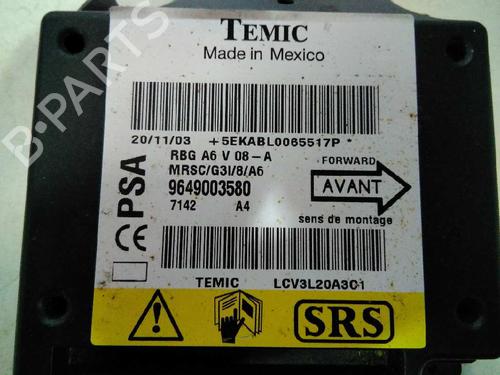 TEMIC
Made in Mexico
20/11/03 +5EKABL0065517P*
RBG A6 V 08-A
MRSC/G3I/8/A6
9649003580
7142 A4
PSA
CE
FORWARD
AVANT
sens de montage
TEMIC LCV3L20A3C1
SRS
B-PARTS